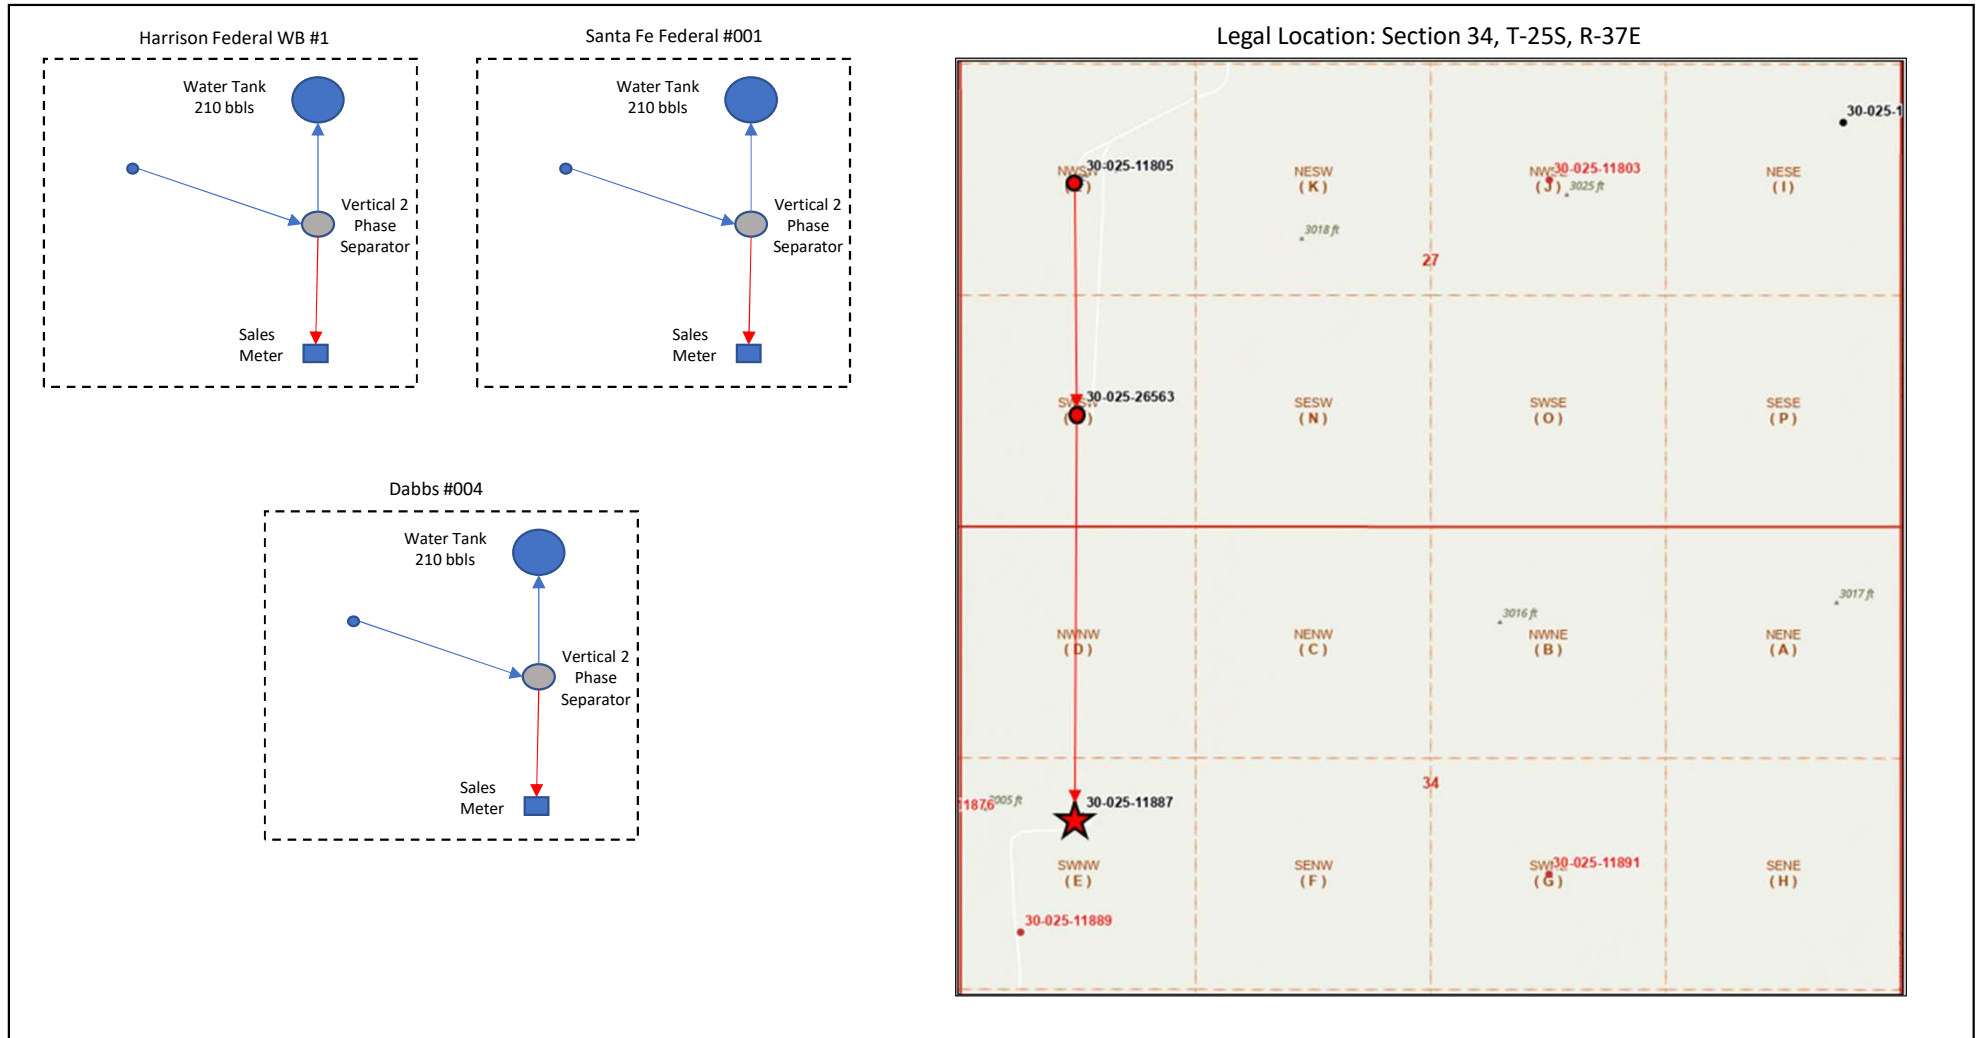 Harrison Federal WB #1
Water Tank
210 bbls
Vertical 2
Phase
Separator
Sales
Meter
Santa Fe Federal #001
Water Tank
210 bbls
Vertical 2
Phase
Separator
Sales
Meter
Dabbs #004
Water Tank
210 bbls
Vertical 2
Phase
Separator
Sales
Meter
Legal Location: Section 34, T-25S, R-37E
30-025-1
30-025-11805
NESW
(K)
30-025-11803
(J)
3025 ft
NESE
(I)
3018 ft
27
30-025-26563
SESW
(N)
SWSE
(O)
SESE
(P)
3017 ft
3016 ft
NWNW
(D)
NENW
(C)
NWNE
(B)
NENE
(A)
34
11876
30-025-11887
SWNW
(E)
SENW
(F)
30-025-11891
(G)
SENE
(H)
30-025-11889